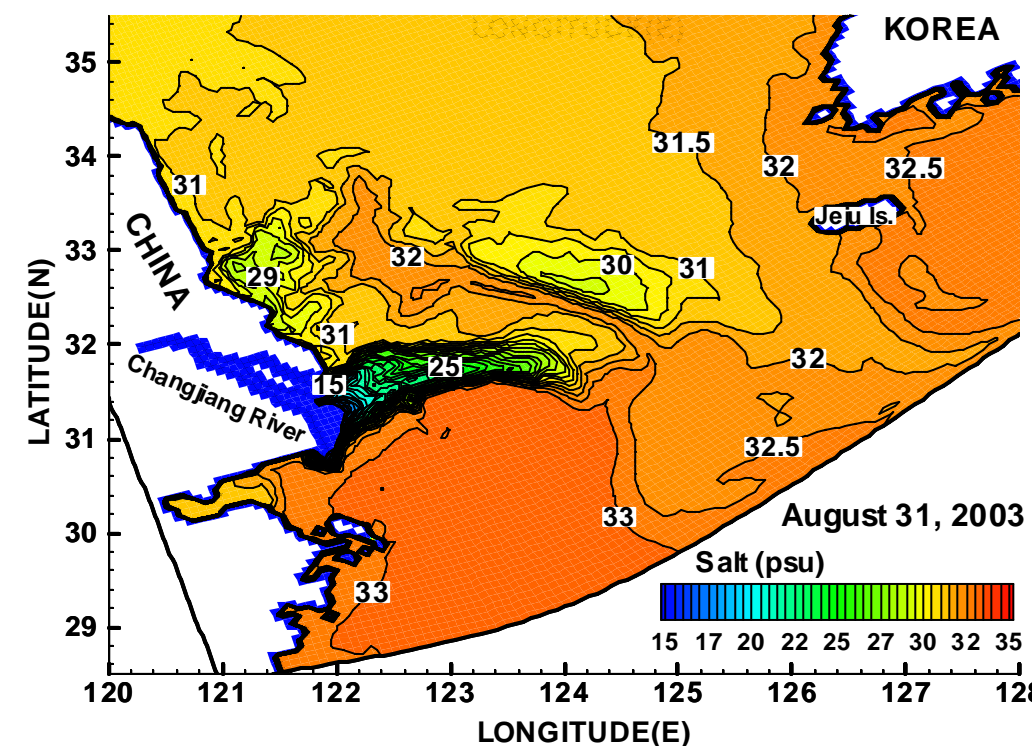 LONGITUDE(E)
KOREA
35
34
33
32
31
30
29
LATITUDE(N)
31.5
32
32.5
31
Jeju Is.
CHINA
32
30
31
29
31
32
25
15
Changjiang River
32.5
33
August 31, 2003
Salt (psu)
33
15 17 20 22 25 27 30 32 35
120 121 122 123 124 125 126 127 128
LONGITUDE(E)